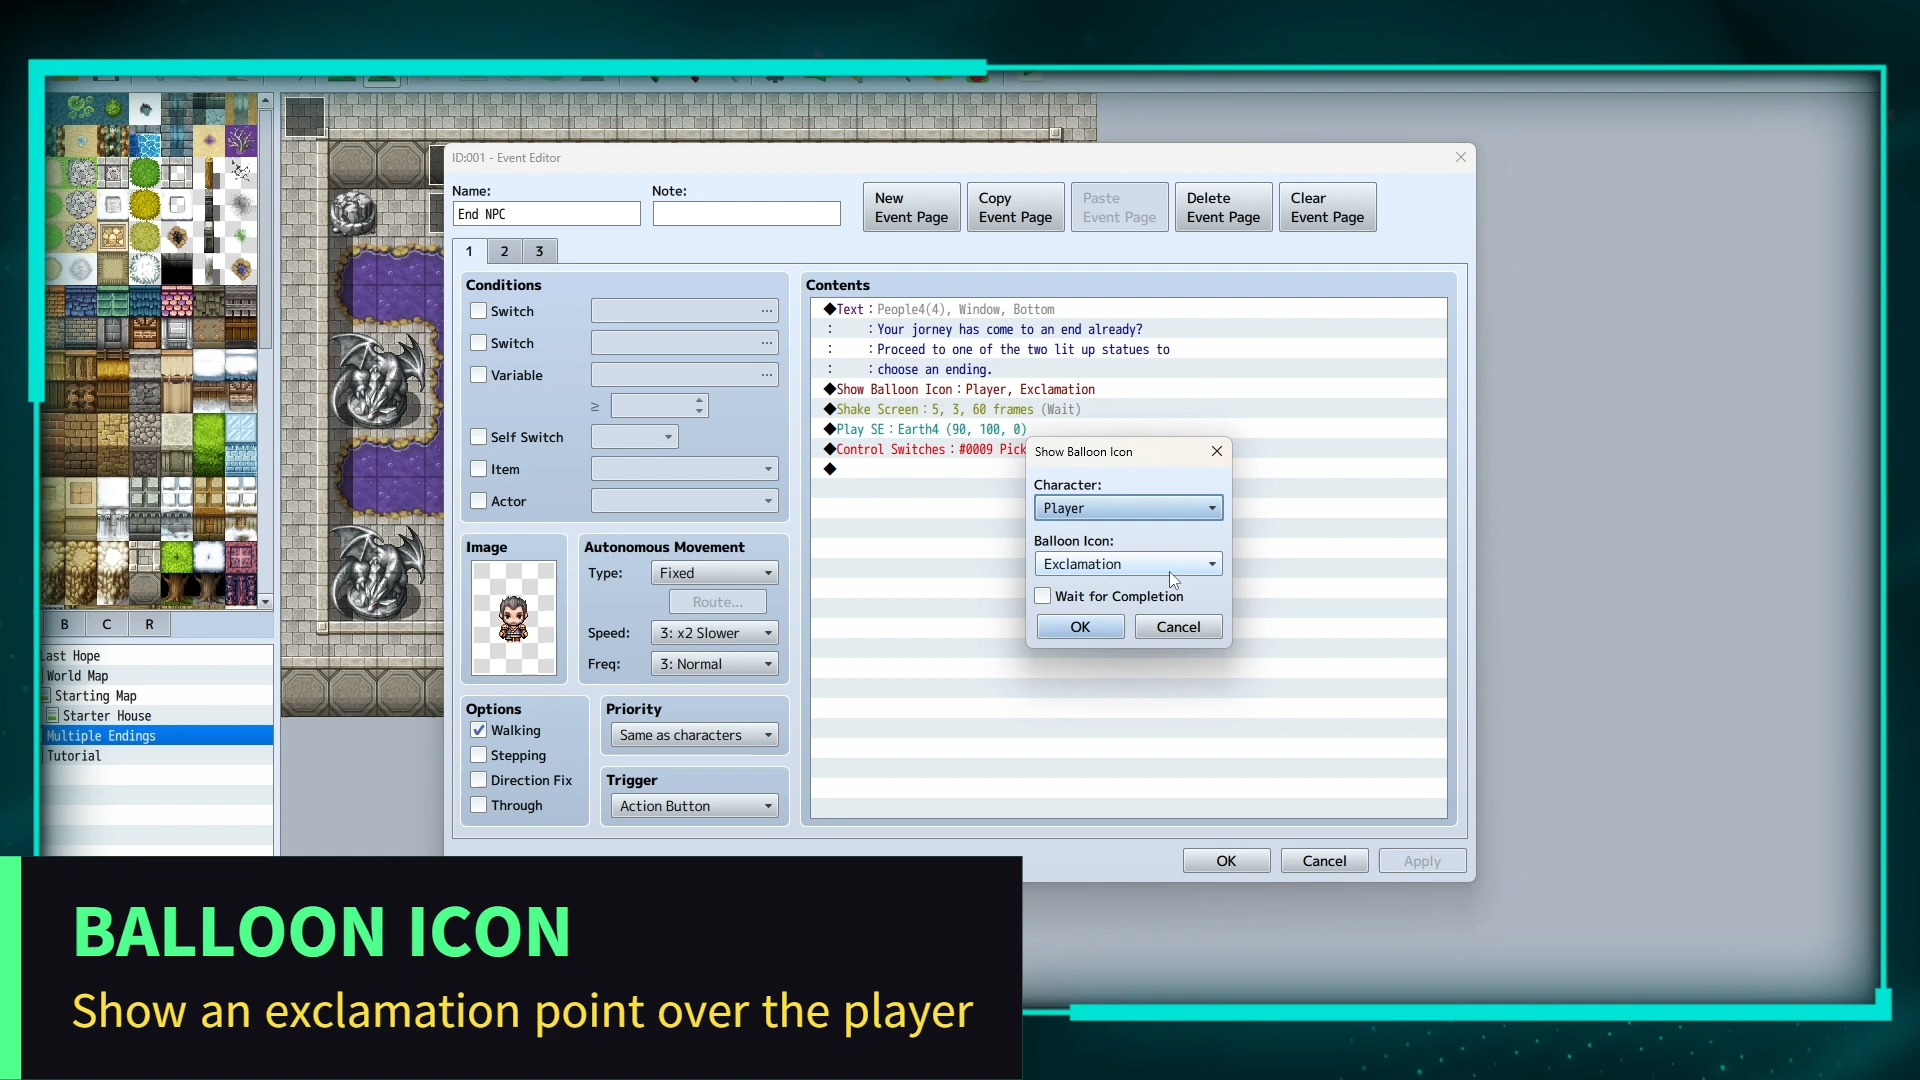 ID:001 - Event Editor
Name:
Note:
End NPC
New Event Page
Copy Event Page
Paste Event Page
Delete Event Page
Clear Event Page
1 2 3
Conditions
Switch ...
Switch ...
Variable ...
≥
Self Switch
Item
Actor
Image
Autonomous Movement
Type: Fixed
Route...
Speed: 3: x2 Slower
Freq: 3: Normal
Options
Walking
Stepping
Direction Fix
Through
Priority
Same as characters
Trigger
Action Button
Contents
◆Text：People4(4), Window, Bottom
： ：Your jorney has come to an end already?
： ：Proceed to one of the two lit up statues to
： ：choose an ending.
◆Show Balloon Icon：Player, Exclamation
◆Shake Screen：5, 3, 60 frames (Wait)
◆Play SE：Earth4 (90, 100, 0)
◆Control Switches：#0009 Pick
◆
Show Balloon Icon
Character:
Player
Balloon Icon:
Exclamation
Wait for Completion
OK Cancel
B C R
Last Hope
World Map
Starting Map
Starter House
Multiple Endings
Tutorial
OK Cancel Apply
BALLOON ICON
Show an exclamation point over the player